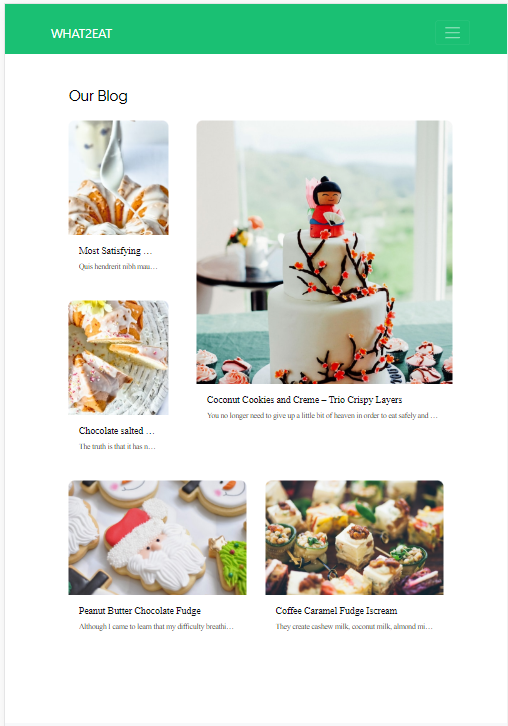 WHAT2EAT
Our Blog
Most Satisfying ...
Quis hendrerit nibh mau...
Chocolate salted ...
The truth is that it has n...
Coconut Cookies and Creme – Trio Crispy Layers
You no longer need to give up a little bit of heaven in order to eat safely and ...
Peanut Butter Chocolate Fudge
Although I came to learn that my difficulty breathi...
Coffee Caramel Fudge Iscream
They create cashew milk, coconut milk, almond mi...